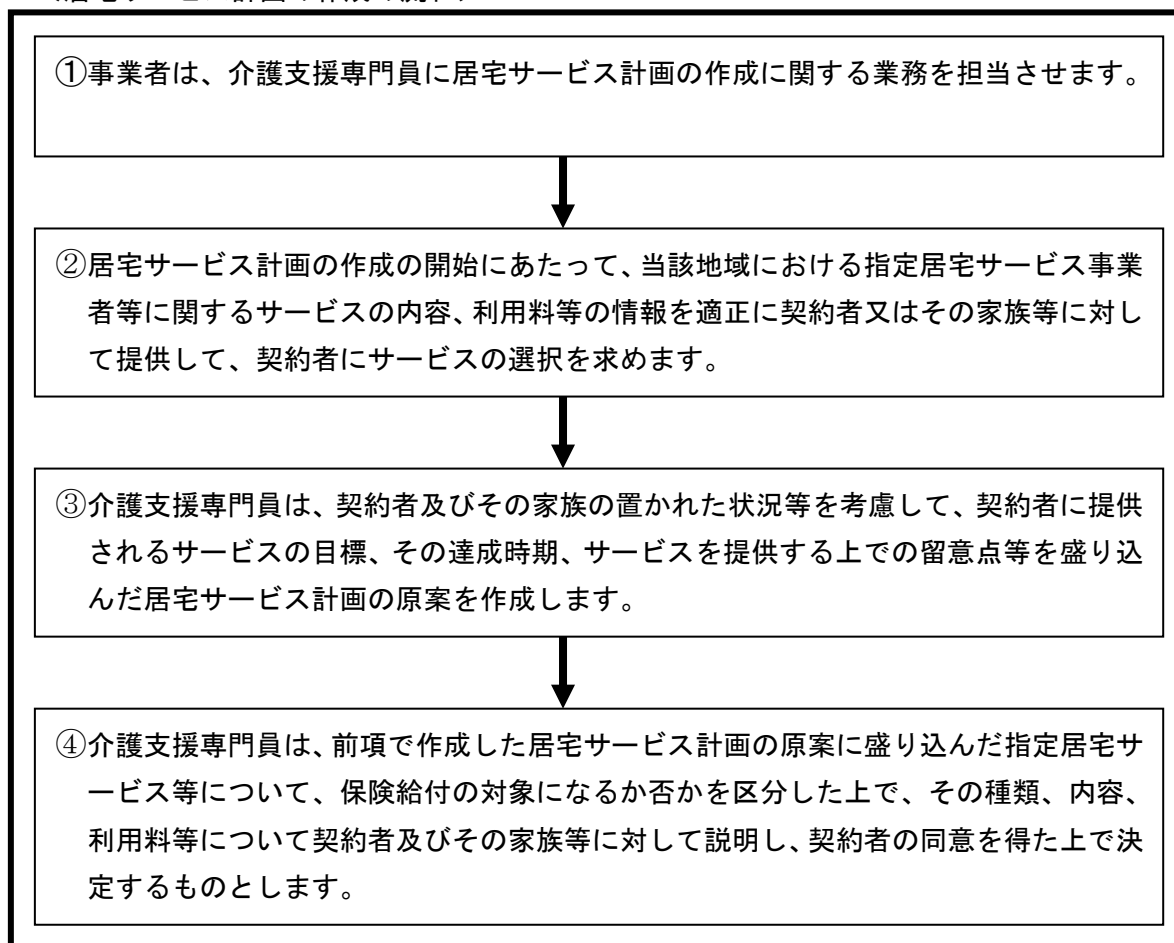 ①事業者は、介護支援専門員に居宅サービス計画の作成に関する業務を担当させます。
②居宅サービス計画の作成の開始にあたって、当該地域における指定居宅サービス事業
者等に関するサービスの内容、利用料等の情報を適正に契約者又はその家族等に対し
て提供して、契約者にサービスの選択を求めます。
③介護支援専門員は、契約者及びその家族の置かれた状況等を考慮して、契約者に提供
されるサービスの目標、その達成時期、サービスを提供する上での留意点等を盛り込
んだ居宅サービス計画の原案を作成します。
④介護支援専門員は、前項で作成した居宅サービス計画の原案に盛り込んだ指定居宅サ
ービス等について、保険給付の対象になるか否かを区分した上で、その種類、内容、
利用料等について契約者及びその家族等に対して説明し、契約者の同意を得た上で決
定するものとします。